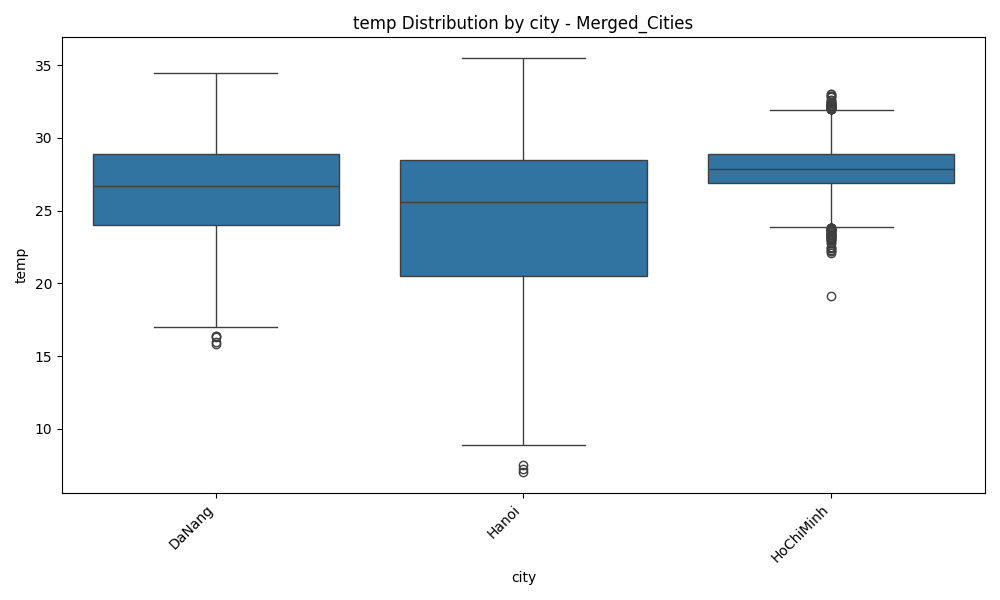 temp Distribution by city - Merged_Cities
temp
35
30
25
20
15
10
DaNang
Hanoi
HoChiMinh
city